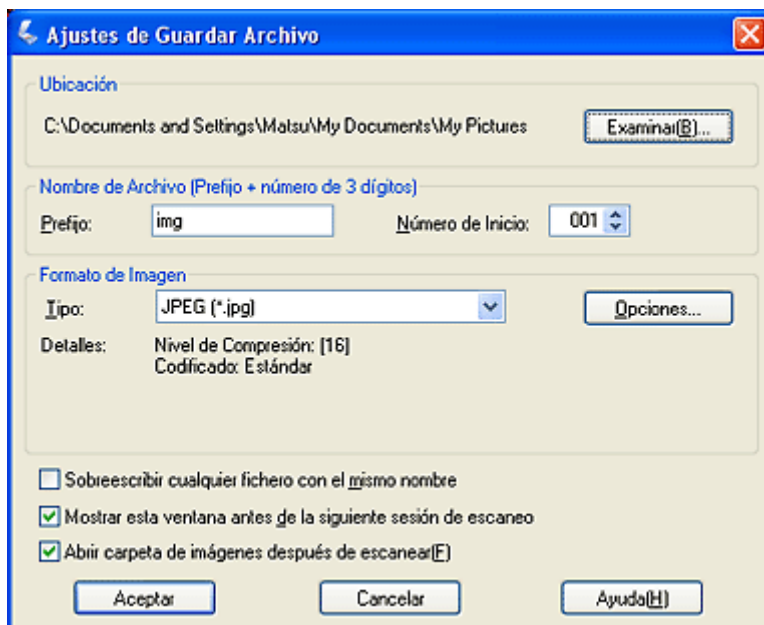 Ajustes de Guardar Archivo
Ubicación
C:\Documents and Settings\Matsu\My Documents\My Pictures
Examinar(B)...
Nombre de Archivo (Prefijo + número de 3 dígitos)
Prefijo: img Número de Inicio: 001
Formato de Imagen
Tipo: JPEG (*.jpg) Opciones...
Detalles: Nivel de Compresión: [16]
Codificado: Estándar
Sobreescribir cualquier fichero con el mismo nombre
Mostrar esta ventana antes de la siguiente sesión de escaneo
Abrir carpeta de imágenes después de escanear(F)
Aceptar Cancelar Ayuda(H)